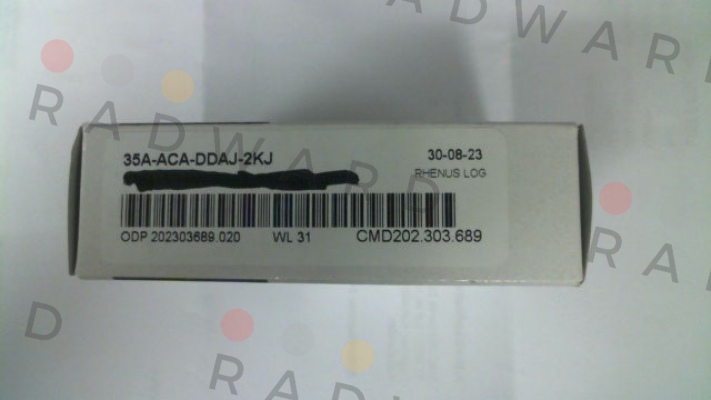 35A-ACA-DDAJ-2KJ
30-08-23
RHENUS LOG
ODP 202303689.020 WL 31 CMD202.303.689
RADWARD
RADWARD
RA
D
RADWARD